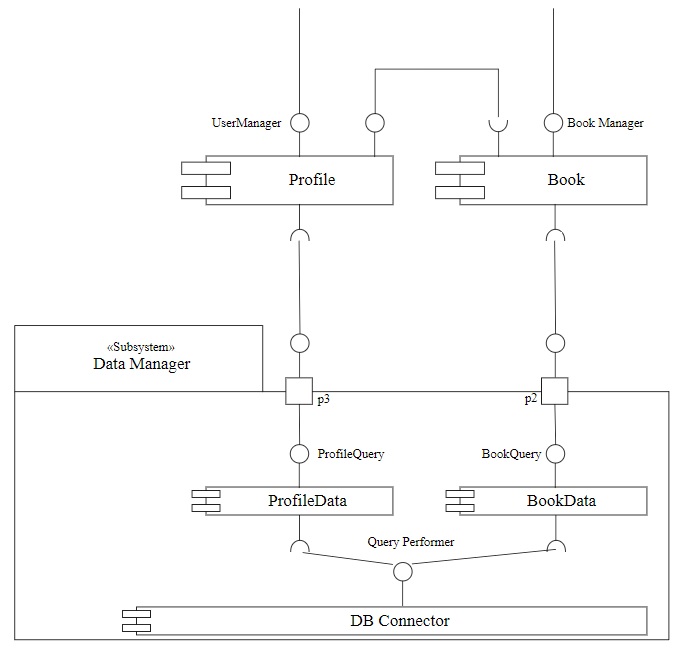 UserManager
Book Manager
Profile
Book
«Subsystem»
Data Manager
p3
p2
ProfileQuery
BookQuery
ProfileData
BookData
Query Performer
DB Connector